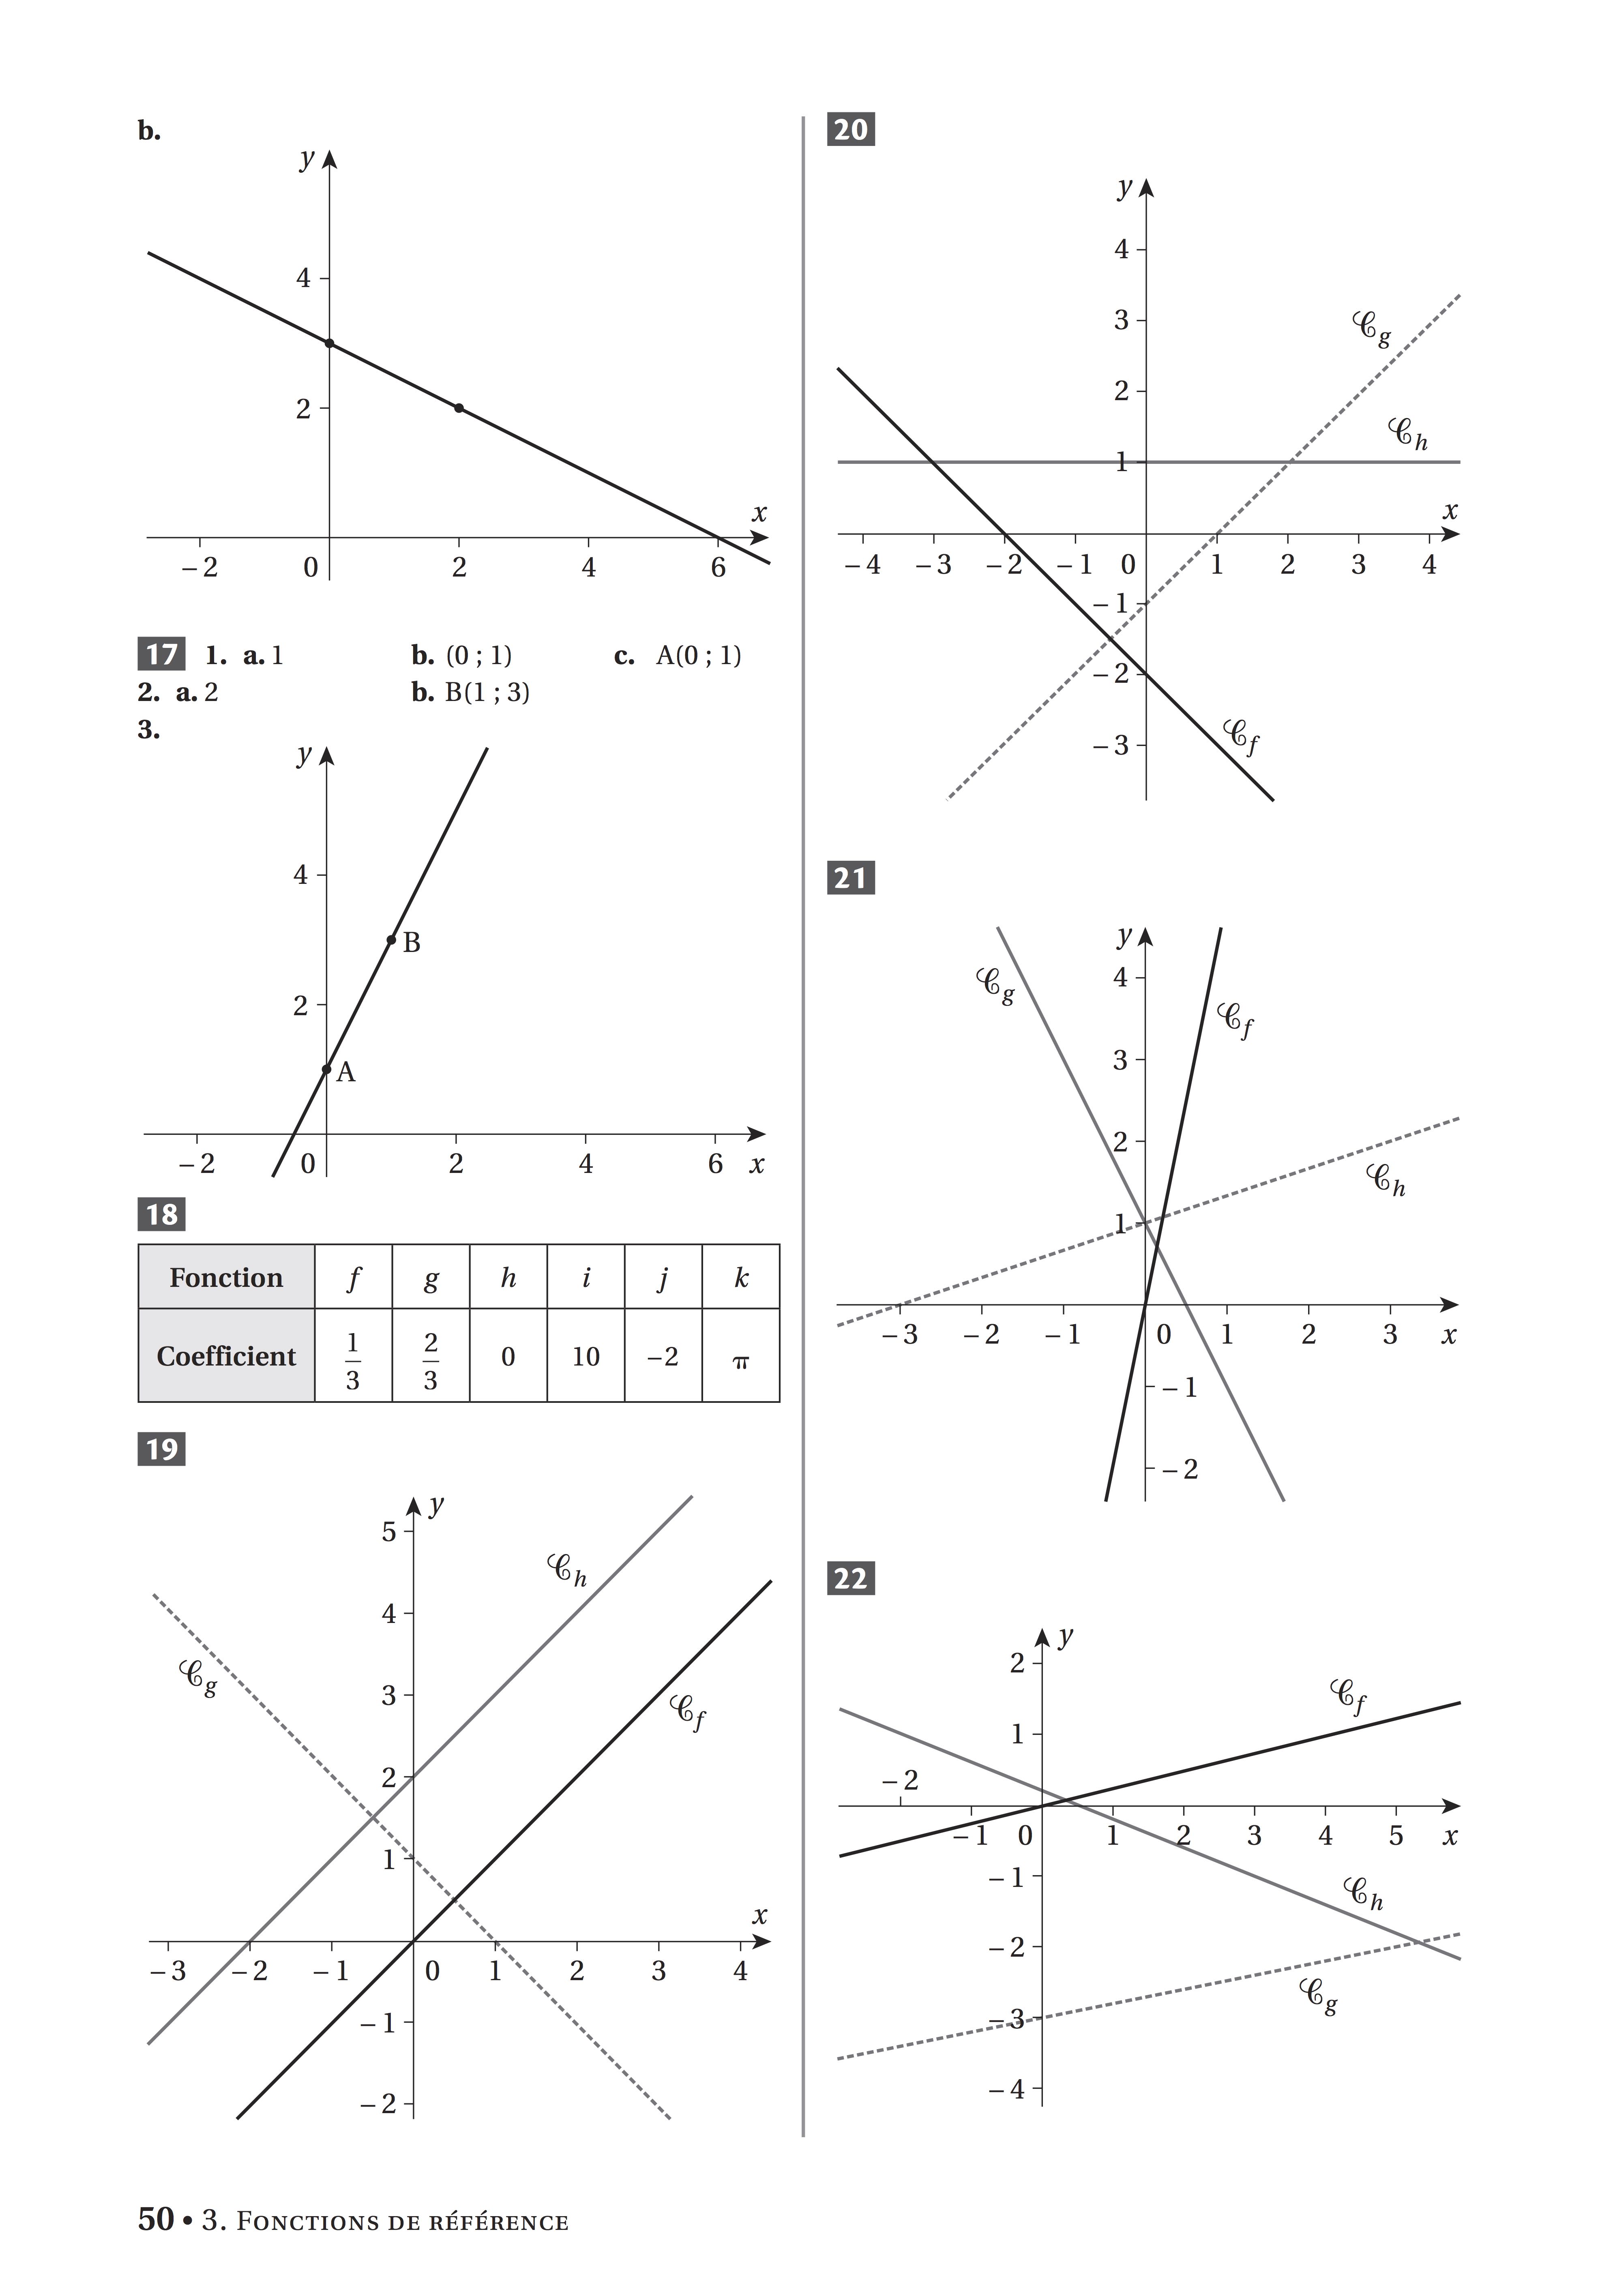 b.
y
4
2
x
−2 0 2 4 6
17 1. a. 1 b. (0 ; 1) c. A(0 ; 1)
2. a. 2 b. B(1 ; 3)
3.
y
4
B
2
A
−2 0 2 4 6 x
18
Fonction f g h i j k
Coefficient 1/3 2/3 0 10 −2 π
19
y
5
𝒞h
4
𝒞g
3
𝒞f
2
1
x
−3 −2 −1 0 1 2 3 4
−1
−2
20
y
4
3
𝒞g
2
𝒞h
1
x
−4 −3 −2 −1 0 1 2 3 4
−1
−2
𝒞f
−3
21
y
4
𝒞g
𝒞f
3
2
𝒞h
1
−3 −2 −1 0 1 2 3 x
−1
−2
22
y
2
𝒞f
1
−2
−1 0 1 2 3 4 5 x
−1
𝒞h
−2
𝒞g
−3
−4
50 • 3. FONCTIONS DE RÉFÉRENCE